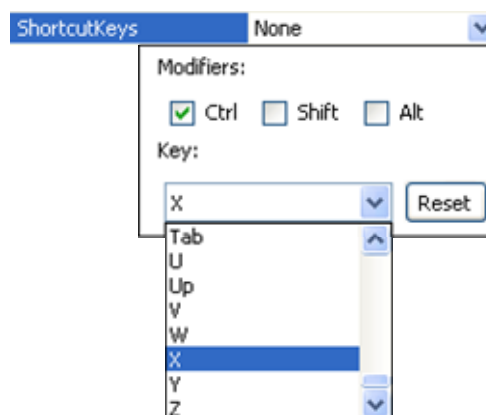 ShortcutKeys None
Modifiers:
Ctrl Shift Alt
Key:
X Reset
Tab
U
Up
V
W
X
Y
Z